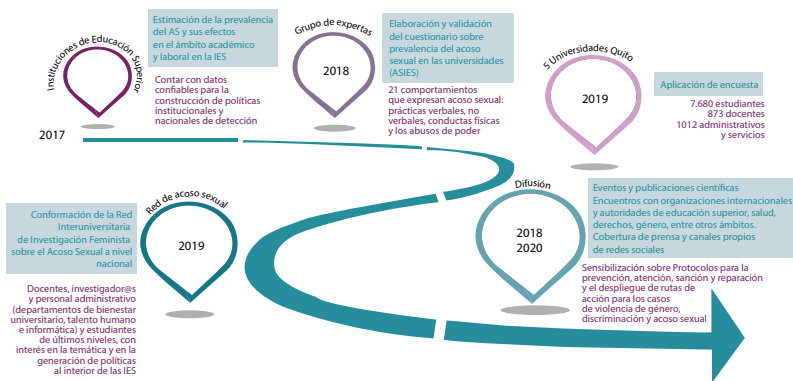 Instituciones de Educación Superior
2017
Estimación de la prevalencia
del AS y sus efectos
en el ámbito académico
y laboral en la IES
Contar con datos
confiables para la
construcción de políticas
institucionales y
nacionales de detección
Grupo de expertas
2018
Elaboración y validación
del cuestionario sobre
prevalencia del acoso
sexual en las universidades
(ASIES)
21 comportamientos
que expresan acoso sexual:
prácticas verbales, no
verbales, conductas físicas
y los abusos de poder
5 Universidades Quito
2019
Aplicación de encuesta
7.680 estudiantes
873 docentes
1012 administrativos
y servicios
Red de acoso sexual
2019
Conformación de la Red
Interuniversitaria
de Investigación Feminista
sobre el Acoso Sexual a nivel
nacional
Docentes, investigador@s
y personal administrativo
(departamentos de bienestar
universitario, talento humano
e informática) y estudiantes
de últimos niveles, con
interés en la temática y en la
generación de políticas
al interior de las IES
Difusión
2018
2020
Eventos y publicaciones científicas
Encuentros con organizaciones internacionales
y autoridades de educación superior, salud,
derechos, género, entre otros ámbitos.
Cobertura de prensa y canales propios
de redes sociales
Sensibilización sobre Protocolos para la
prevención, atención, sanción y reparación
y el despliegue de rutas de
acción para los casos
de violencia de género,
discriminación y acoso sexual